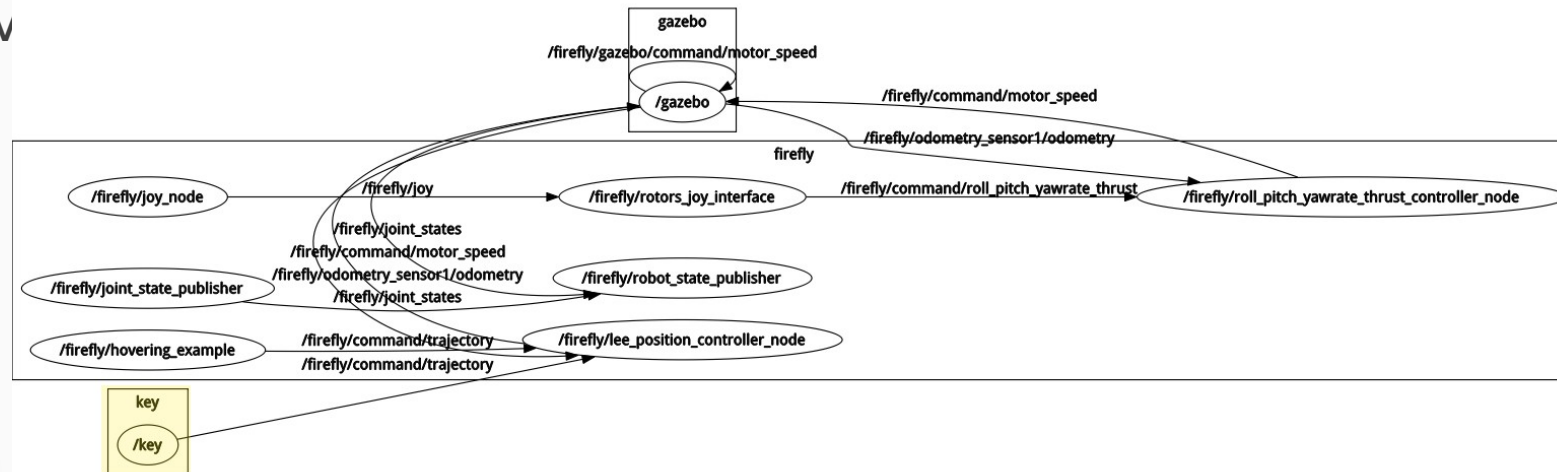 gazebo
/firefly/gazebo/command/motor_speed
/gazebo
/firefly/command/motor_speed
/firefly/odometry_sensor1/odometry
firefly
/firefly/joy_node
/firefly/joy
/firefly/rotors_joy_interface
/firefly/command/roll_pitch_yawrate_thrust
/firefly/roll_pitch_yawrate_thrust_controller_node
/firefly/joint_states
/firefly/command/motor_speed
/firefly/odometry_sensor1/odometry
/firefly/robot_state_publisher
/firefly/joint_state_publisher
/firefly/joint_states
/firefly/hovering_example
/firefly/command/trajectory
/firefly/lee_position_controller_node
/firefly/command/trajectory
key
/key